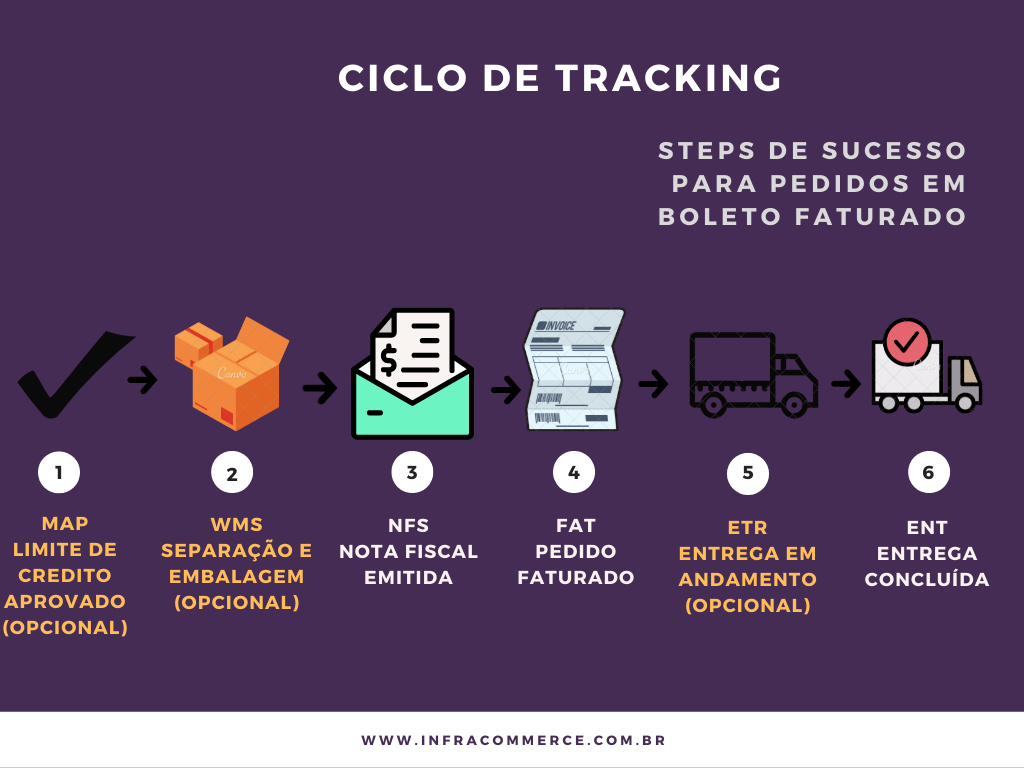 CICLO DE TRACKING
STEPS DE SUCESSO
PARA PEDIDOS EM
BOLETO FATURADO
Canva
$
INVOICE
1
MAP
LIMITE DE
CREDITO
APROVADO
(OPCIONAL)
2
WMS
SEPARAÇÃO E
EMBALAGEM
(OPCIONAL)
3
NFS
NOTA FISCAL
EMITIDA
4
FAT
PEDIDO
FATURADO
5
ETR
ENTREGA EM
ANDAMENTO
(OPCIONAL)
6
ENT
ENTREGA
CONCLUÍDA
WWW.INFRACOMMERCE.COM.BR